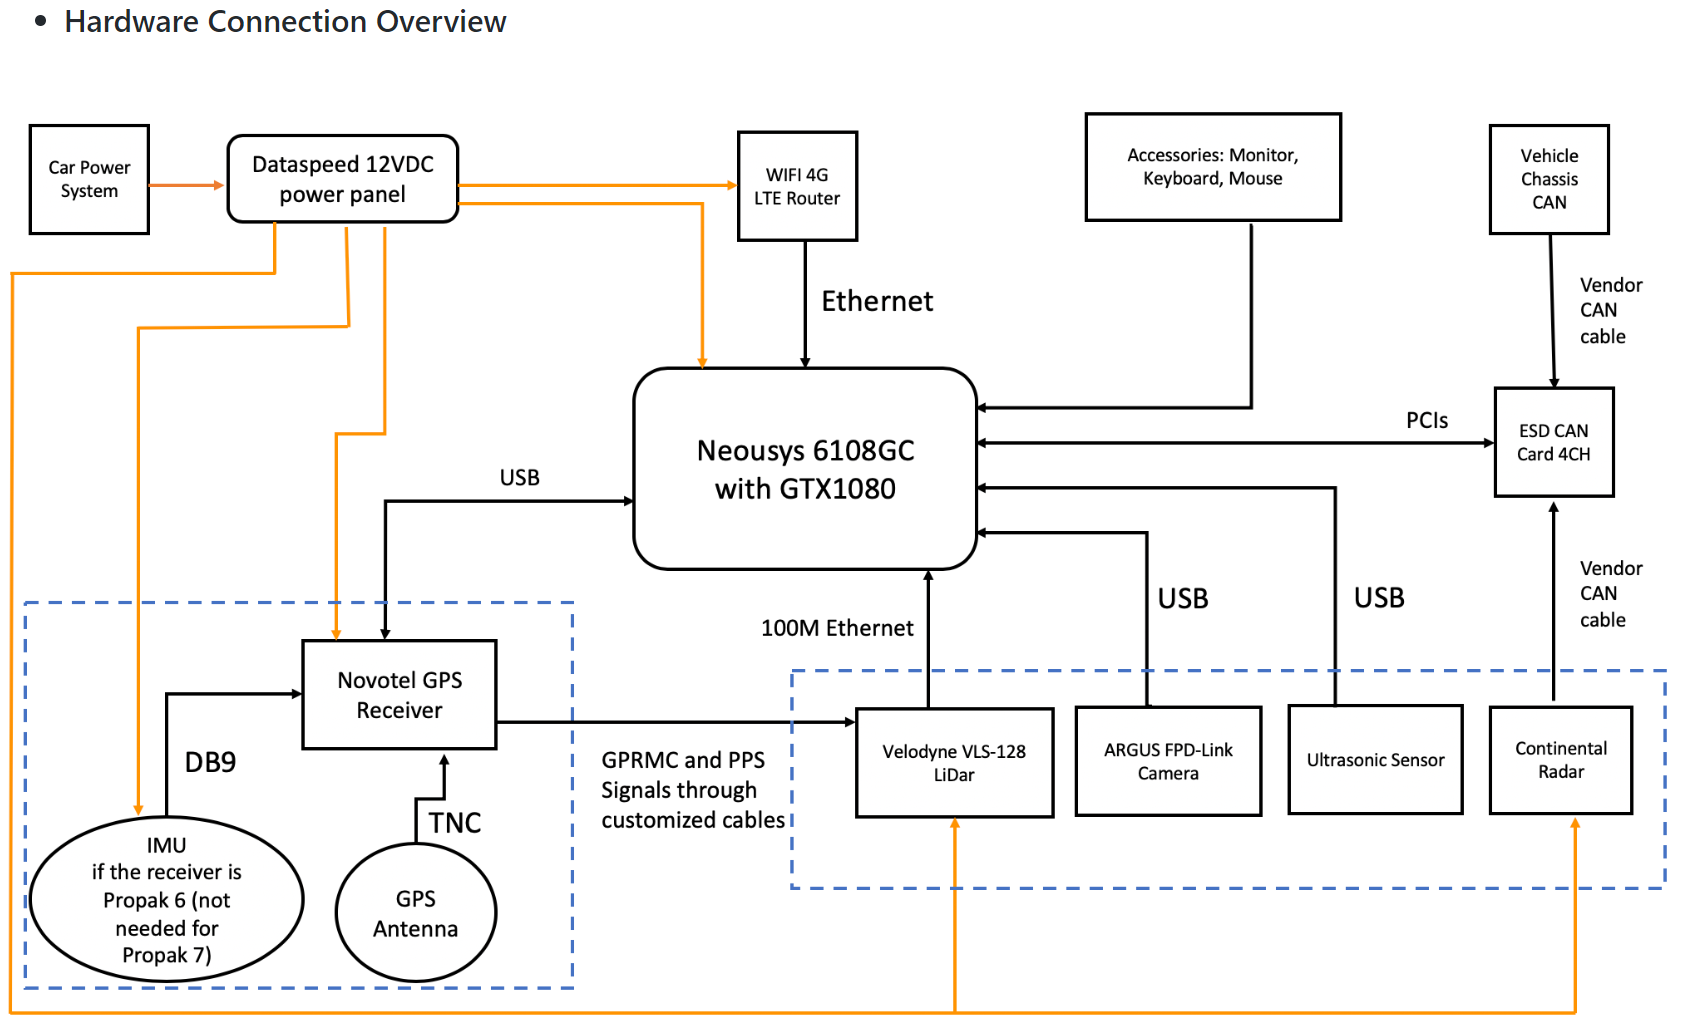 Hardware Connection Overview
Car Power
System
Dataspeed 12VDC
power panel
WIFI 4G
LTE Router
Accessories: Monitor,
Keyboard, Mouse
Vehicle
Chassis
CAN
Ethernet
Vendor
CAN
cable
Neousys 6108GC
with GTX1080
PCIs
ESD CAN
Card 4CH
USB
100M Ethernet
USB
USB
Vendor
CAN
cable
Novotel GPS
Receiver
DB9
TNC
GPRMC and PPS
Signals through
customized cables
Velodyne VLS-128
LiDar
ARGUS FPD-Link
Camera
Ultrasonic Sensor
Continental
Radar
IMU
if the receiver is
Propak 6 (not
needed for
Propak 7)
GPS
Antenna